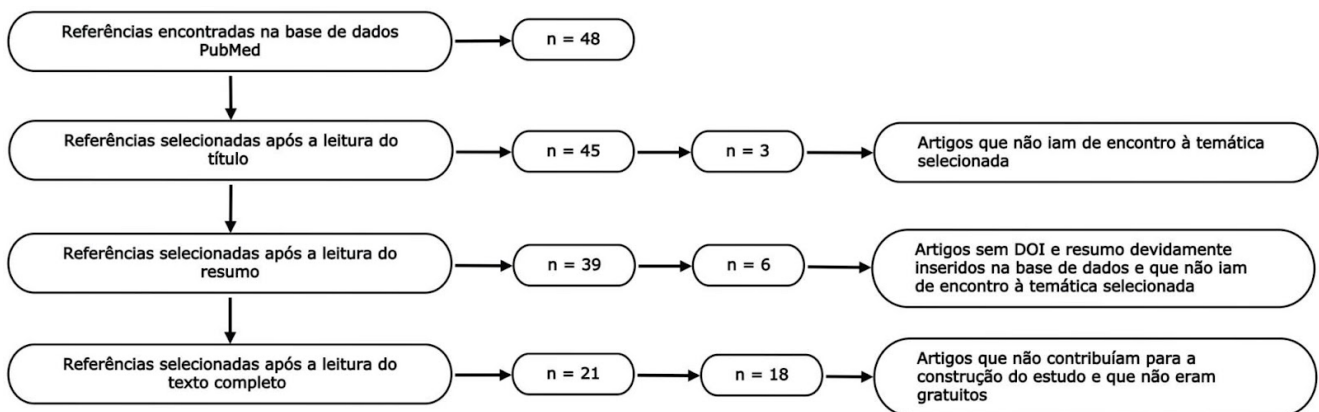 Referências encontradas na base de dados
PubMed
n = 48
Referências selecionadas após a leitura do
título
n = 45
n = 3
Artigos que não iam de encontro à temática
selecionada
Referências selecionadas após a leitura do
resumo
n = 39
n = 6
Artigos sem DOI e resumo devidamente
inseridos na base de dados e que não iam
de encontro à temática selecionada
Referências selecionadas após a leitura do
texto completo
n = 21
n = 18
Artigos que não contribuíam para a
construção do estudo e que não eram
gratuitos